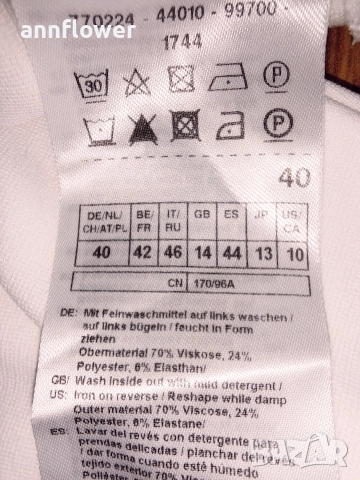 annflower
770224 - 44010 - 99700 -
1744
30 P
P
40
DE/NL/ CH/AT/PL BE/ FR IT/ RU GB ES JP US/ CA
40 42 46 14 44 13 10
CN 170/96A
DE: Mit Feinwaschmittel auf links waschen /
auf links bügeln / feucht in Form
ziehen
Obermaterial 70% Viskose, 24%
Polyester, 6% Elasthan/
GB/ Wash inside out with mild detergent /
US: Iron on reverse / Reshape while damp
Outer material 70% Viscose, 24%
Polyester, 6% Elastane/
ES: Lavar del revés con detergente para
prendas delicadas / planchar del revés
/ dar forma cuando esté húmedo
tejido exterior 70% Viscosa
bazar.bg